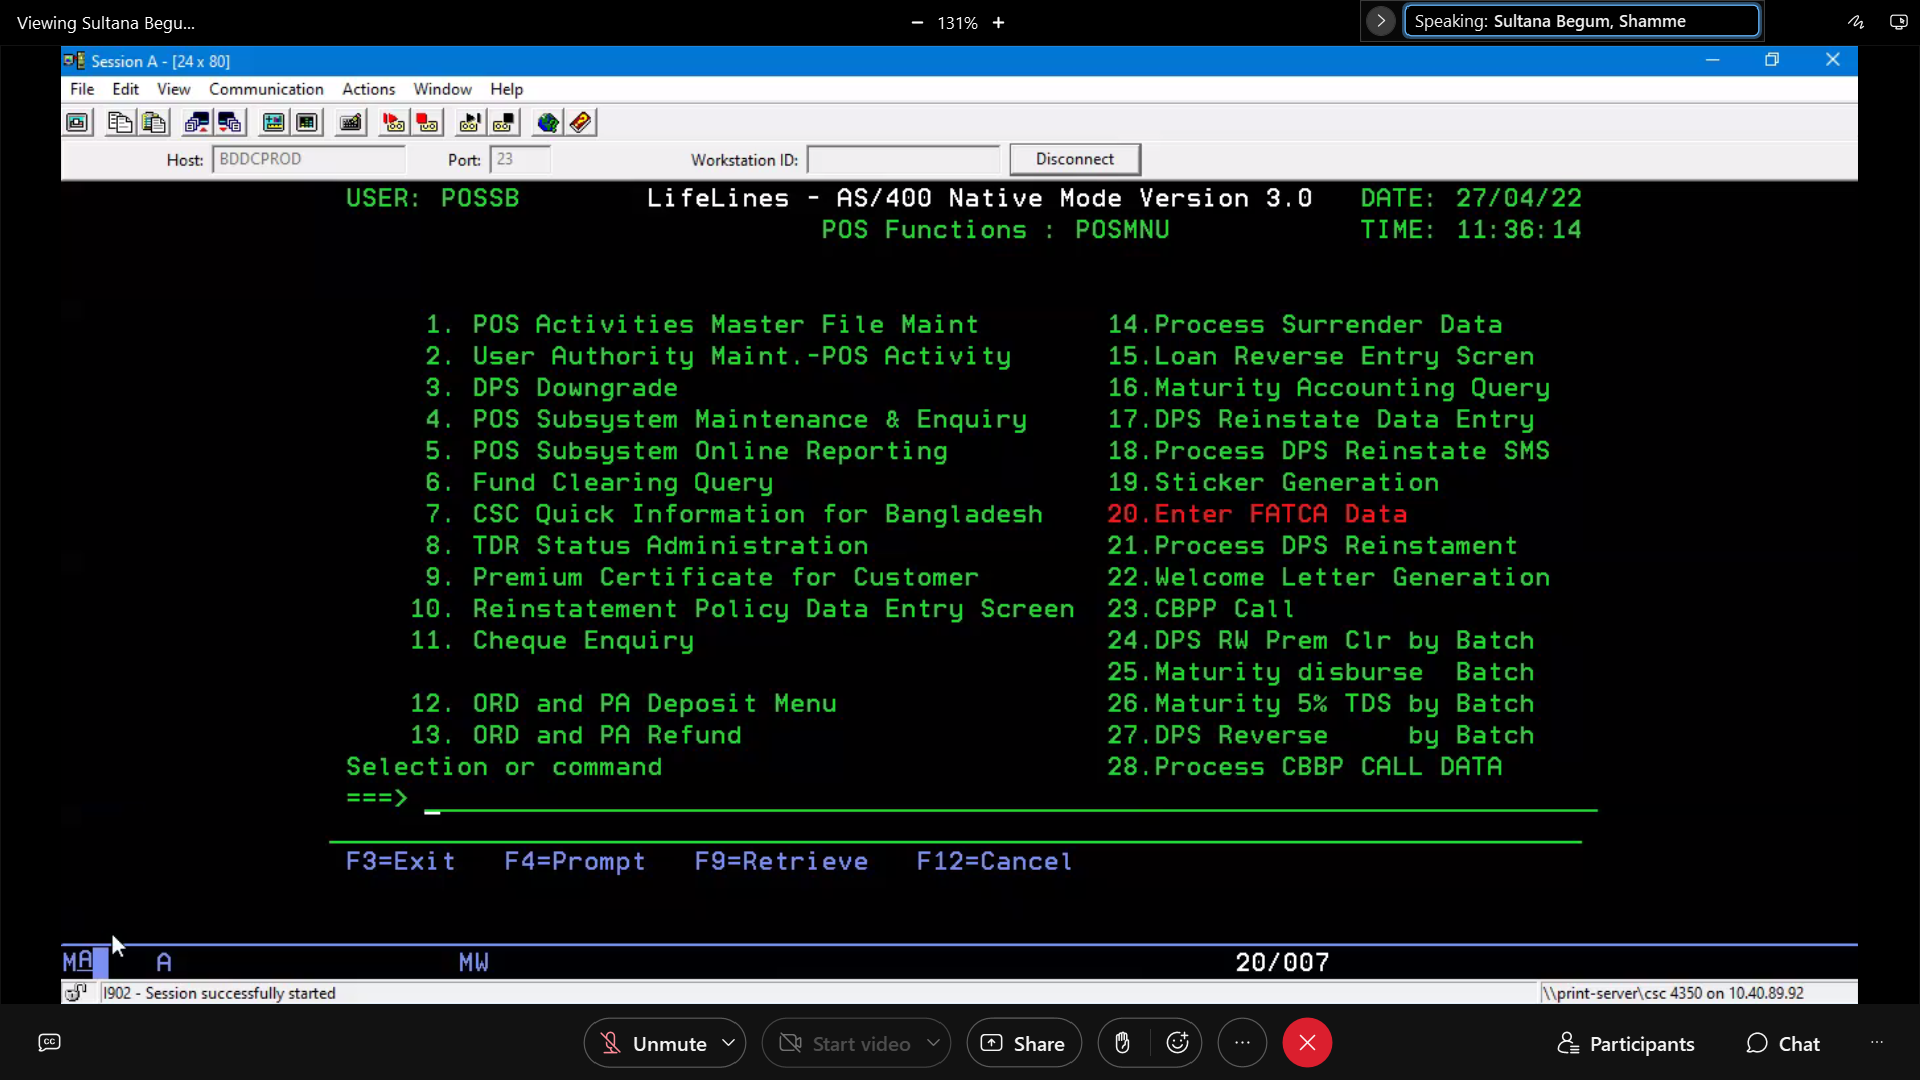 Viewing Sultana Begu...
131%
Speaking: Sultana Begum, Shamme
Session A - [24 x 80]
File Edit View Communication Actions Window Help
Host: BDDCPROD Port: 23 Workstation ID: Disconnect
USER: POSSB LifeLines - AS/400 Native Mode Version 3.0 DATE: 27/04/22
POS Functions : POSMNU TIME: 11:36:14
1. POS Activities Master File Maint 14.Process Surrender Data
2. User Authority Maint.-POS Activity 15.Loan Reverse Entry Scren
3. DPS Downgrade 16.Maturity Accounting Query
4. POS Subsystem Maintenance & Enquiry 17.DPS Reinstate Data Entry
5. POS Subsystem Online Reporting 18.Process DPS Reinstate SMS
6. Fund Clearing Query 19.Sticker Generation
7. CSC Quick Information for Bangladesh 20.Enter FATCA Data
8. TDR Status Administration 21.Process DPS Reinstament
9. Premium Certificate for Customer 22.Welcome Letter Generation
10. Reinstatement Policy Data Entry Screen 23.CBPP Call
11. Cheque Enquiry 24.DPS RW Prem Clr by Batch
25.Maturity disburse Batch
12. ORD and PA Deposit Menu 26.Maturity 5% TDS by Batch
13. ORD and PA Refund 27.DPS Reverse by Batch
Selection or command 28.Process CBBP CALL DATA
===>
F3=Exit F4=Prompt F9=Retrieve F12=Cancel
MA A MW 20/007
I902 - Session successfully started \\print-server\csc 4350 on 10.40.89.92
CC Unmute Start video Share Participants Chat